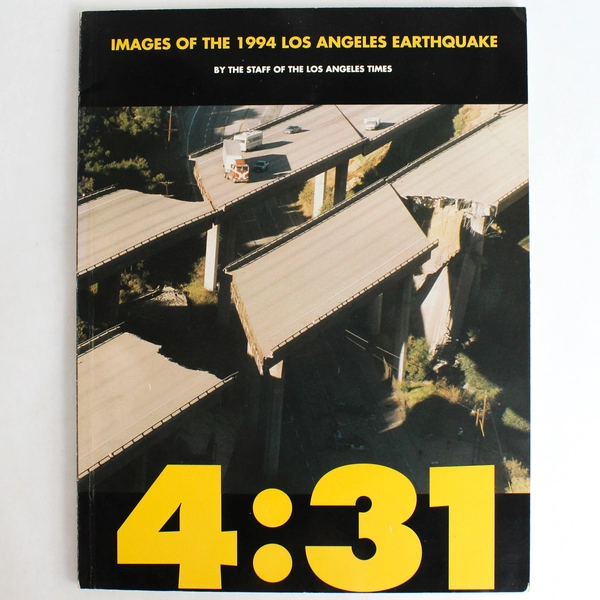 IMAGES OF THE 1994 LOS ANGELES EARTHQUAKE
BY THE STAFF OF THE LOS ANGELES TIMES
4:31